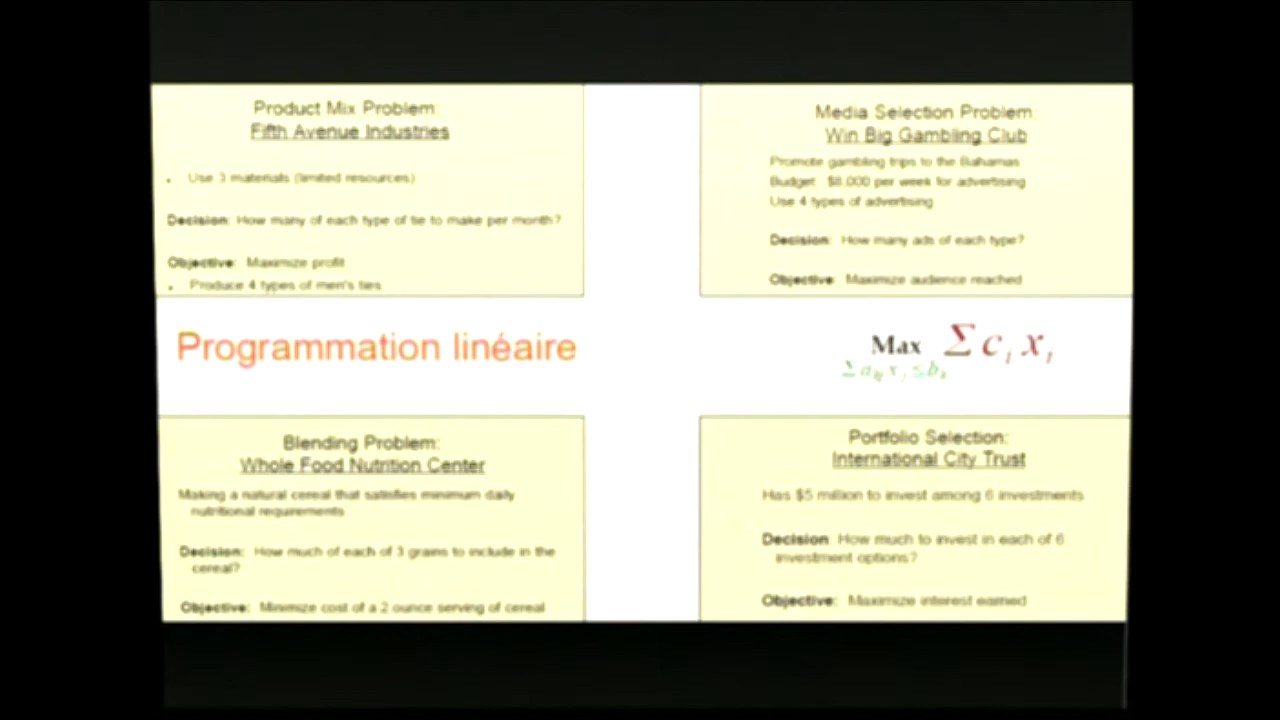 Product Mix Problem:
Fifth Avenue Industries
• Use 3 materials (limited resources)
Decision: How many of each type of tie to make per month?
Objective: Maximize profit
• Produce 4 types of men's ties
Media Selection Problem:
Win Big Gambling Club
Promote gambling trips to the Bahamas
Budget: $8,000 per week for advertising
Use 4 types of advertising
Decision: How many ads of each type?
Objective: Maximize audience reached
Programmation linéaire
Max Σ c_i x_i
Σ a_ij x_j ≤ b_i
Blending Problem:
Whole Food Nutrition Center
Making a natural cereal that satisfies minimum daily
nutritional requirements
Decision: How much of each of 3 grains to include in the
cereal?
Objective: Minimize cost of a 2 ounce serving of cereal
Portfolio Selection:
International City Trust
Has $5 million to invest among 6 investments
Decision: How much to invest in each of 6
investment options?
Objective: Maximize interest earned